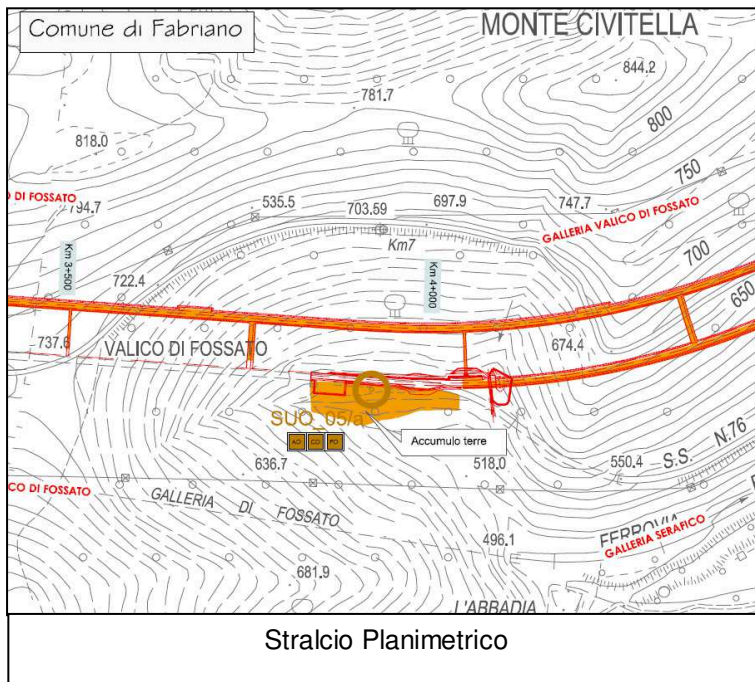 Comune di Fabriano
MONTE CIVITELLA
844.2
781.7
800
818.0
750
O DI FOSSATO
794.7
535.5
703.59
697.9
747.7
GALLERIA VALICO DI FOSSATO
Km7
700
Km 3+500
Km 4+000
722.4
650
737.6
VALICO DI FOSSATO
674.4
SUO_05/a
AO CO PD
Accumulo terre
636.7
518.0
550.4
S.S. N.76
CO DI FOSSATO
GALLERIA DI FOSSATO
496.1
FERROVIA
GALLERIA SERAFICO
681.9
L'ABBADIA
Stralcio Planimetrico